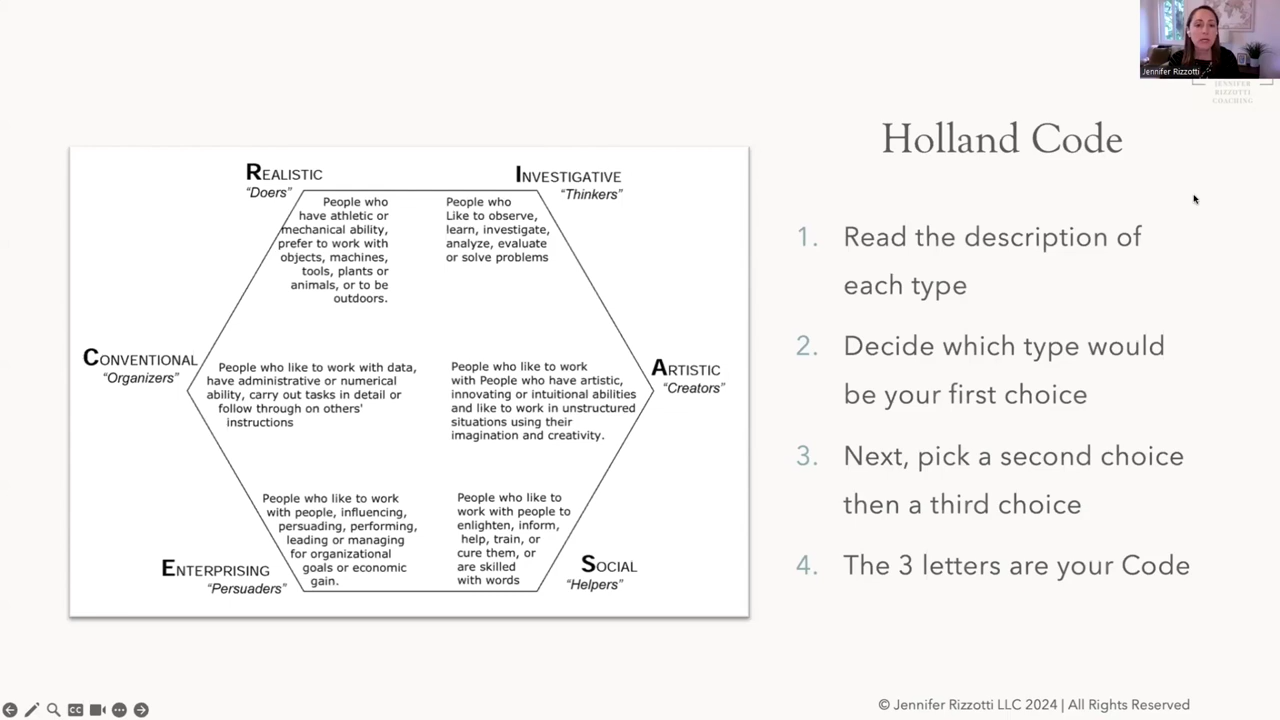 Jennifer Rizzotti
JENNIFER
RIZZOTTI
COACHING
Holland Code
REALISTIC
"Doers"
People who
have athletic or
mechanical ability,
prefer to work with
objects, machines,
tools, plants or
animals, or to be
outdoors.
INVESTIGATIVE
"Thinkers"
People who
Like to observe,
learn, investigate,
analyze, evaluate
or solve problems
CONVENTIONAL
"Organizers"
People who like to work with data,
have administrative or numerical
ability, carry out tasks in detail or
follow through on others'
instructions
ARTISTIC
"Creators"
People who like to work
with People who have artistic,
innovating or intuitional abilities
and like to work in unstructured
situations using their
imagination and creativity.
People who like to work
with people, influencing,
persuading, performing,
leading or managing
for organizational
goals or economic
gain.
ENTERPRISING
"Persuaders"
People who like to
work with people to
enlighten, inform,
help, train, or
cure them, or
are skilled
with words
SOCIAL
"Helpers"
1. Read the description of
each type
2. Decide which type would
be your first choice
3. Next, pick a second choice
then a third choice
4. The 3 letters are your Code
CC
© Jennifer Rizzotti LLC 2024 | All Rights Reserved